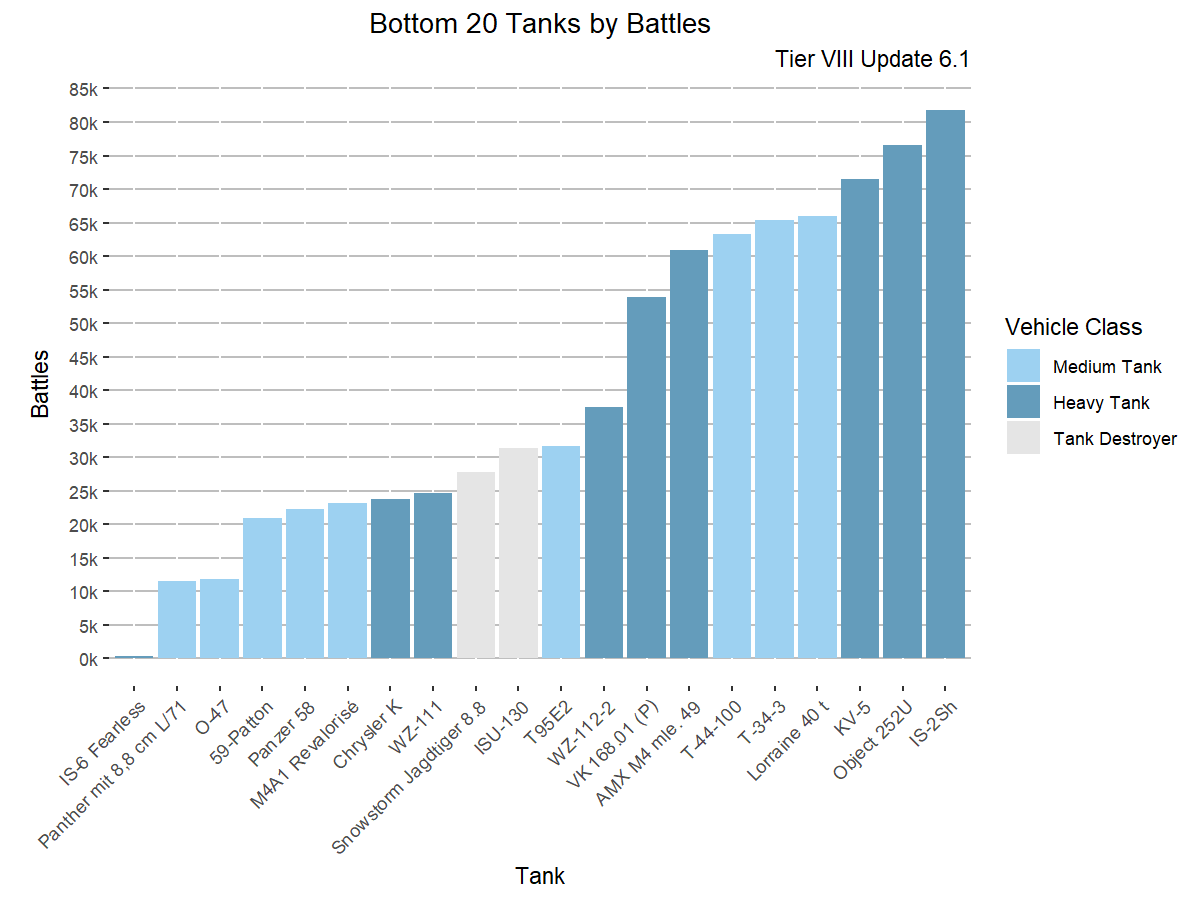 Bottom 20 Tanks by Battles
Tier VIII Update 6.1
85k
80k
75k
70k
65k
60k
55k
50k
45k
40k
35k
30k
25k
20k
15k
10k
5k
0k
Battles
IS-6 Fearless
Panther mit 8,8 cm L/71
O-47
59-Patton
Panzer 58
M4A1 Revalorisé
Chrysler K
WZ-111
Snowstorm Jagdtiger 8.8
ISU-130
T95E2
WZ-112-2
VK 168.01 (P)
AMX M4 mle. 49
T-44-100
T-34-3
Lorraine 40 t
KV-5
Object 252U
IS-2Sh
Tank
Vehicle Class
Medium Tank
Heavy Tank
Tank Destroyer